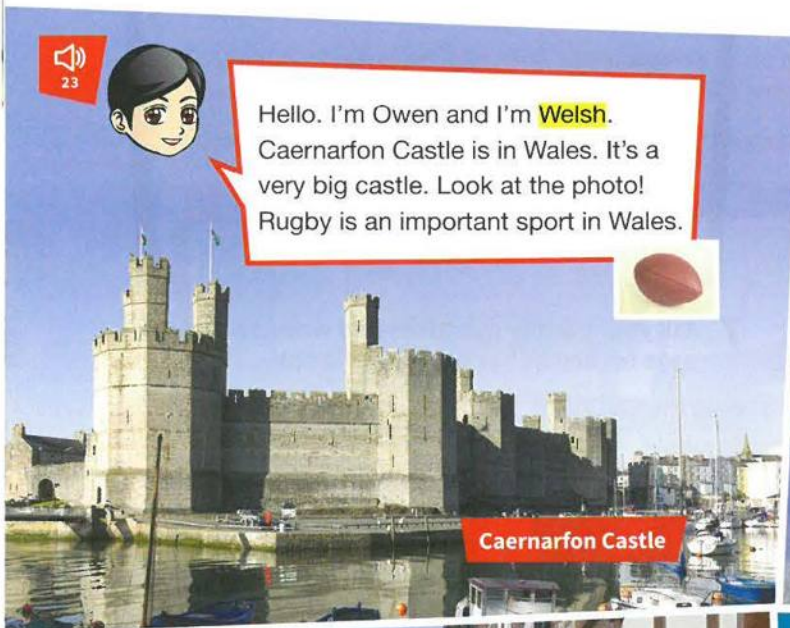 23
Hello. I'm Owen and I'm Welsh.
Caernarfon Castle is in Wales. It's a
very big castle. Look at the photo!
Rugby is an important sport in Wales.
Caernarfon Castle